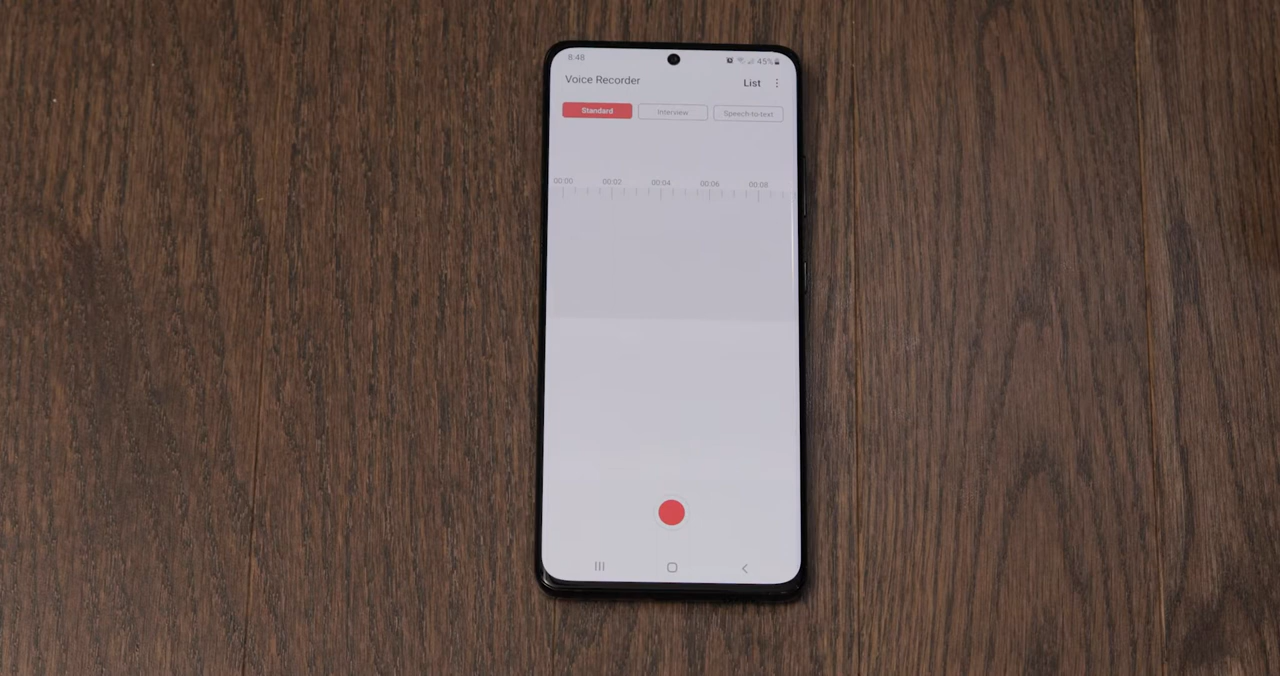 8:48
45%
Voice Recorder
List
Standard
Interview
Speech-to-text
00:00 00:02 00:04 00:06 00:08